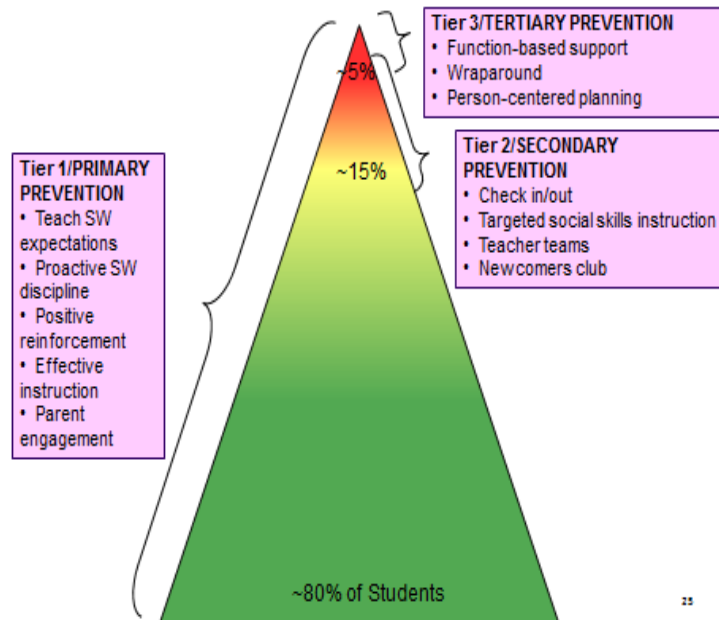 Tier 3/TERTIARY PREVENTION
• Function-based support
• Wraparound
• Person-centered planning
~5%
Tier 2/SECONDARY
PREVENTION
• Check in/out
• Targeted social skills instruction
• Teacher teams
• Newcomers club
~15%
Tier 1/PRIMARY
PREVENTION
• Teach SW
expectations
• Proactive SW
discipline
• Positive
reinforcement
• Effective
instruction
• Parent
engagement
~80% of Students
25